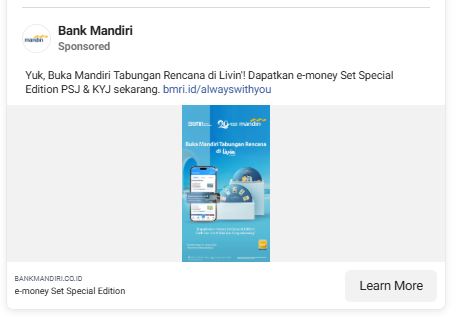 mandiri
Bank Mandiri
Sponsored
Yuk, Buka Mandiri Tabungan Rencana di Livin'! Dapatkan e-money Set Special
Edition PSJ & KYJ sekarang. bmri.id/alwayswithyou
mandiri
Buka Mandiri Tabungan Rencana
di Livin'
BANKMANDIRI.CO.ID
e-money Set Special Edition
Learn More